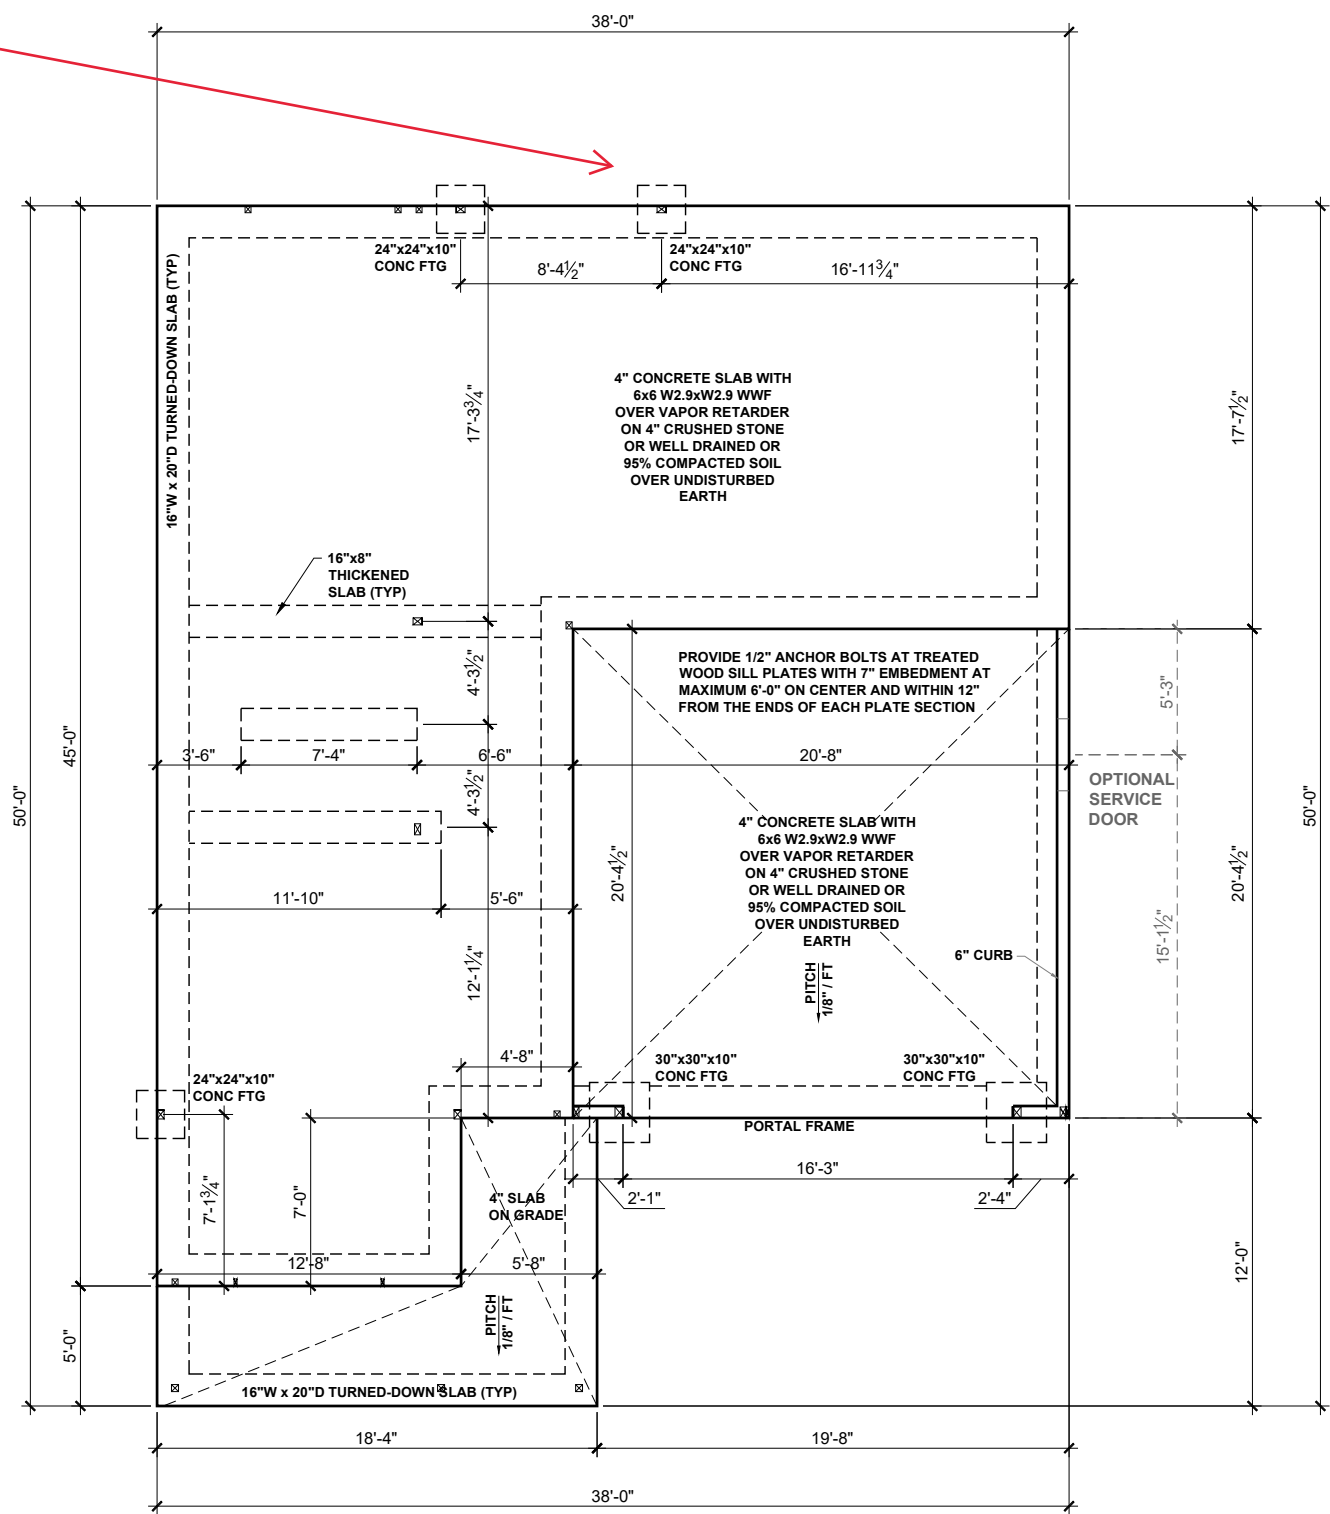 38'-0"
24"x24"x10"
CONC FTG
24"x24"x10"
CONC FTG
8'-4½"
16'-11¾"
16"W x 20"D TURNED-DOWN SLAB (TYP)
4" CONCRETE SLAB WITH
6x6 W2.9xW2.9 WWF
OVER VAPOR RETARDER
ON 4" CRUSHED STONE
OR WELL DRAINED OR
95% COMPACTED SOIL
OVER UNDISTURBED
EARTH
17'-3¾"
17'-7½"
16"x8"
THICKENED
SLAB (TYP)
PROVIDE 1/2" ANCHOR BOLTS AT TREATED
WOOD SILL PLATES WITH 7" EMBEDMENT AT
MAXIMUM 6'-0" ON CENTER AND WITHIN 12"
FROM THE ENDS OF EACH PLATE SECTION
4'-3½"
5'-3"
45'-0"
50'-0"
3'-6"
7'-4"
6'-6"
20'-8"
4'-3½"
OPTIONAL
SERVICE
DOOR
50'-0"
4" CONCRETE SLAB WITH
6x6 W2.9xW2.9 WWF
OVER VAPOR RETARDER
ON 4" CRUSHED STONE
OR WELL DRAINED OR
95% COMPACTED SOIL
OVER UNDISTURBED
EARTH
20'-4½"
20'-4½"
11'-10"
5'-6"
15'-1½"
12'-1¼"
6" CURB
PITCH
1/8" / FT
4'-8"
30"x30"x10"
CONC FTG
30"x30"x10"
CONC FTG
24"x24"x10"
CONC FTG
PORTAL FRAME
16'-3"
2'-1"
2'-4"
7'-1¾"
7'-0"
4" SLAB
ON GRADE
12'-8"
5'-8"
12'-0"
PITCH
1/8" / FT
5'-0"
16"W x 20"D TURNED-DOWN SLAB (TYP)
18'-4"
19'-8"
38'-0"